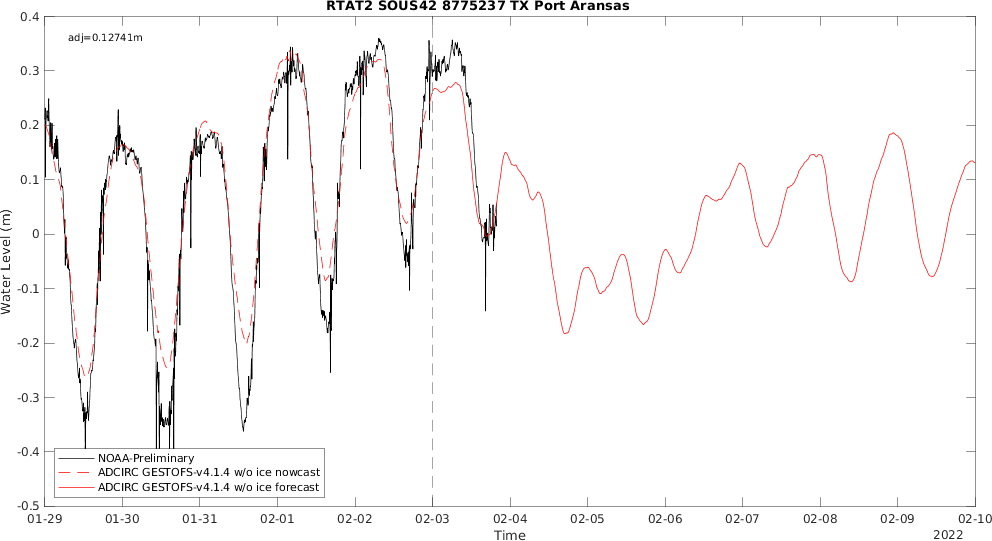 RTAT2 SOUS42 8775237 TX Port Aransas
adj=0.12741m
0.4
0.3
0.2
0.1
0
-0.1
-0.2
-0.3
-0.4
-0.5
Water Level (m)
NOAA-Preliminary
ADCIRC GESTOFS-v4.1.4 w/o ice nowcast
ADCIRC GESTOFS-v4.1.4 w/o ice forecast
01-29 01-30 01-31 02-01 02-02 02-03 02-04 02-05 02-06 02-07 02-08 02-09 02-10
Time
2022